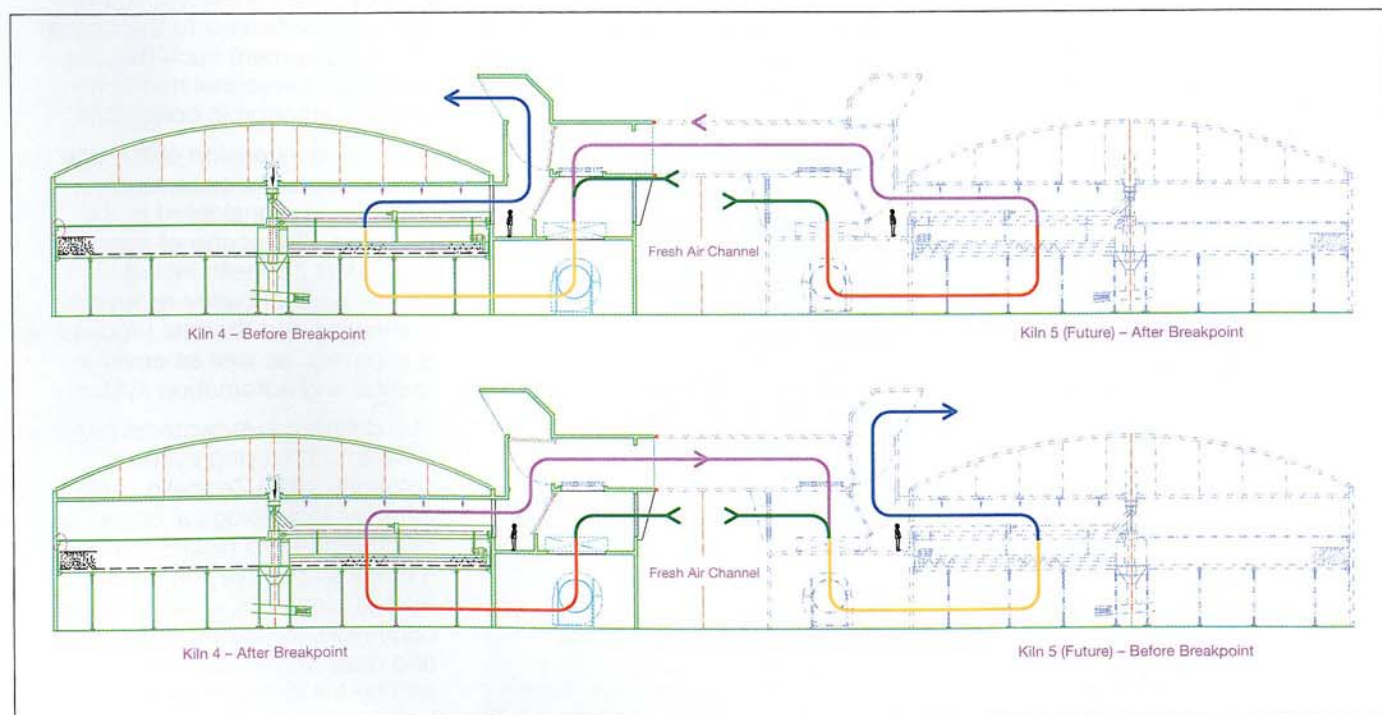 Fresh Air Channel
Kiln 4 – Before Breakpoint
Kiln 5 (Future) – After Breakpoint
Fresh Air Channel
Kiln 4 – After Breakpoint
Kiln 5 (Future) – Before Breakpoint